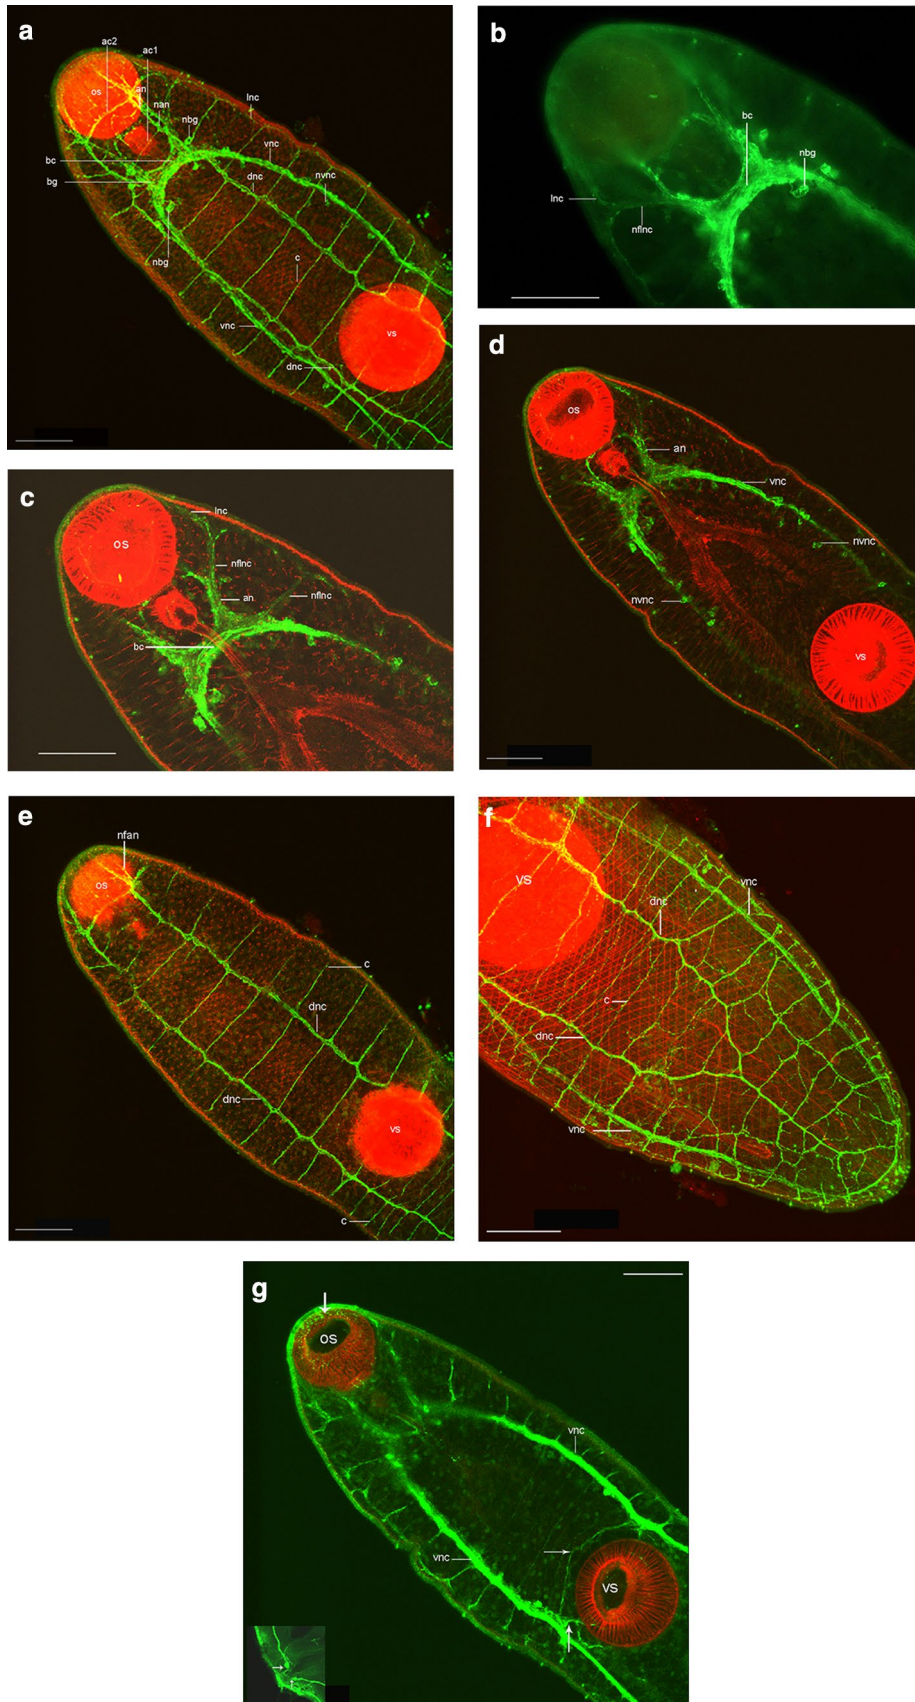 a
ac2
ac1
os
an
nan
nbg
lnc
bc
vnc
bg
dnc
nvnc
nbg
c
vnc
vs
dnc
b
bc
nbg
lnc
nflnc
c
lnc
os
nflnc
an
nflnc
bc
d
os
an
vnc
nvnc
nvnc
vs
e
nfan
os
c
dnc
dnc
vs
c
f
vs
vnc
dnc
c
dnc
vnc
g
os
vnc
vnc
vs